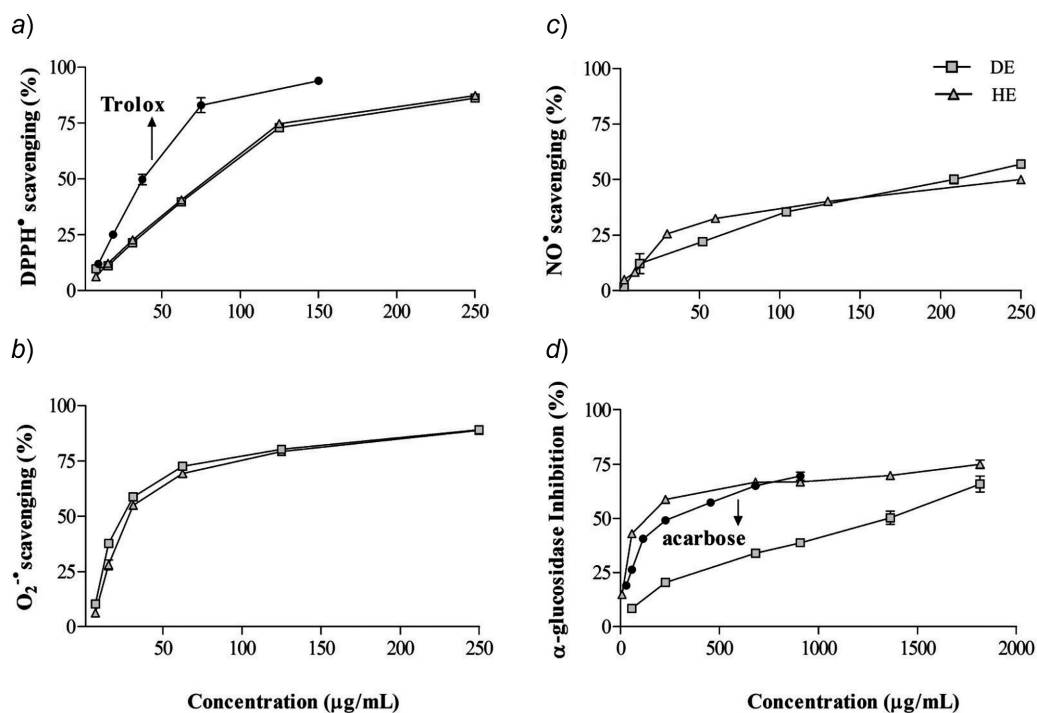 a)
DPPH• scavenging (%)
100
75
50
25
0
Trolox
0 50 100 150 200 250
b)
O₂⁻• scavenging (%)
100
75
50
25
0
0 50 100 150 200 250
Concentration (µg/mL)
c)
NO• scavenging (%)
100
75
50
25
0
DE
HE
0 50 100 150 200 250
d)
α-glucosidase Inhibition (%)
100
75
50
25
0
acarbose
0 500 1000 1500 2000
Concentration (µg/mL)